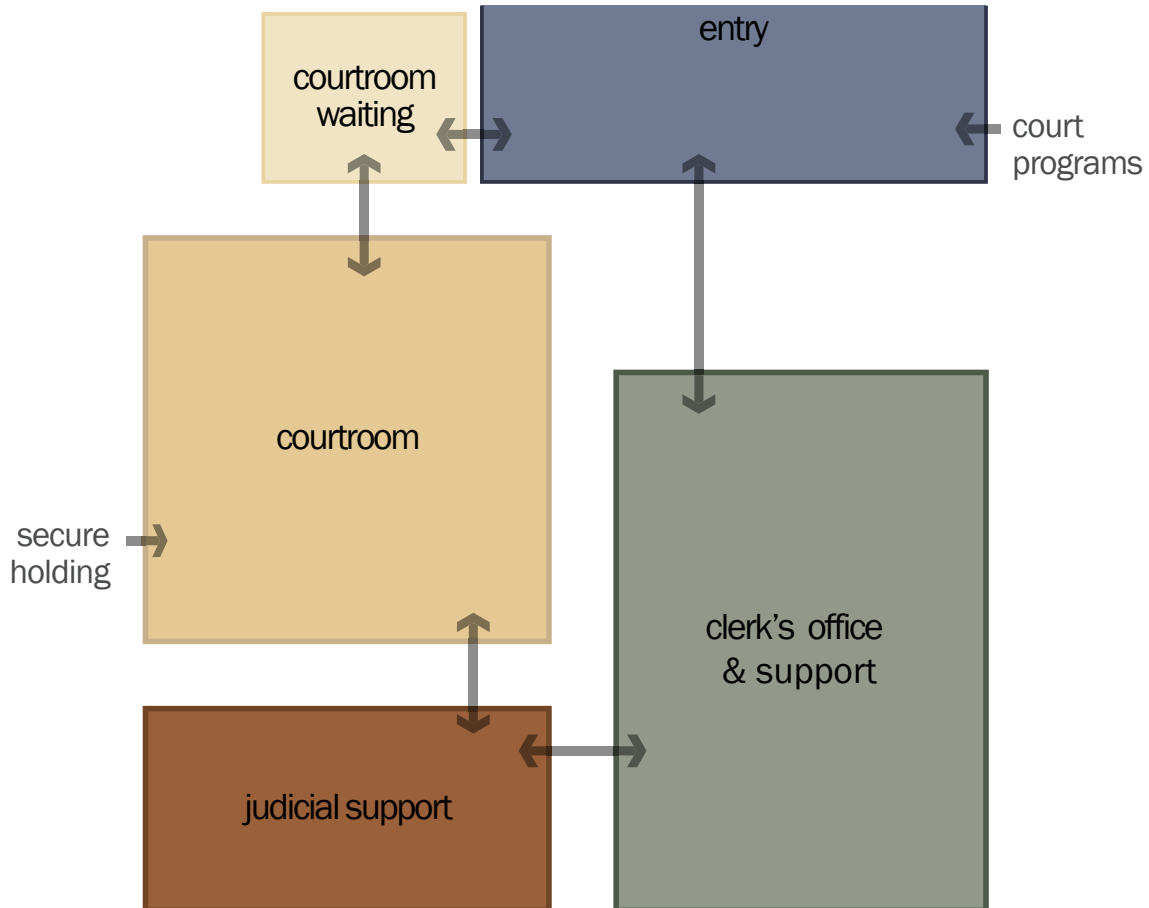 entry
courtroom
waiting
court
programs
courtroom
secure
holding
clerk's office
& support
judicial support